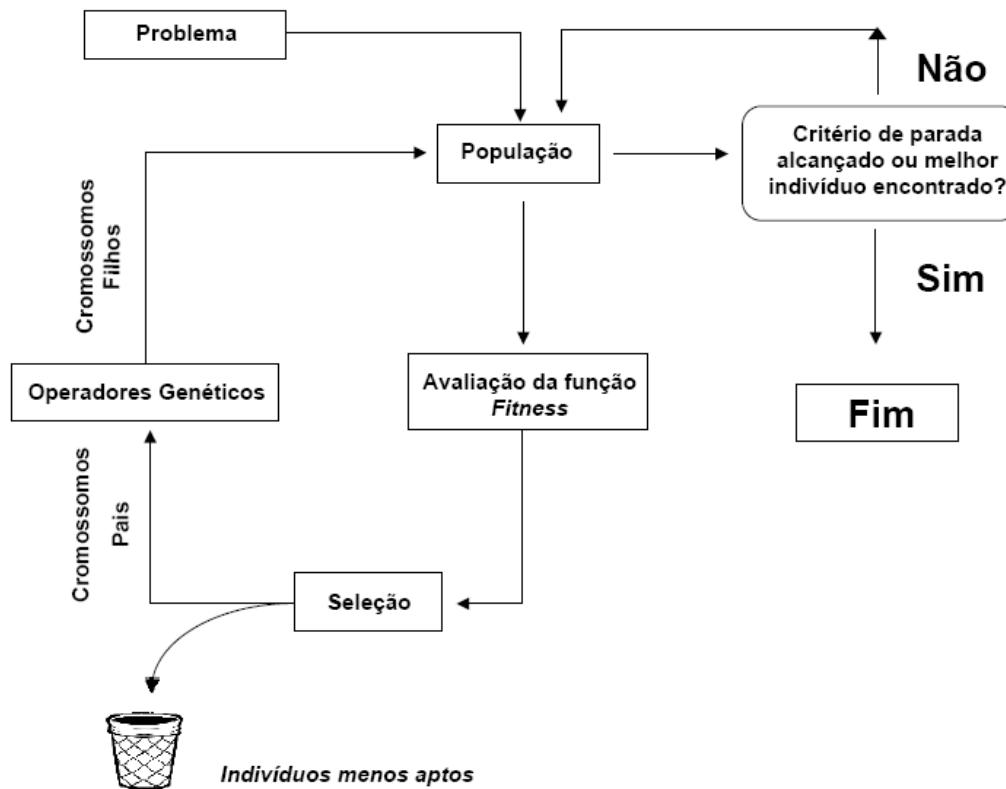 Problema
Não
População
Critério de parada
alcançado ou melhor
indivíduo encontrado?
Cromossomos
Filhos
Sim
Operadores Genéticos
Avaliação da função
Fitness
Fim
Cromossomos
Pais
Seleção
Indivíduos menos aptos